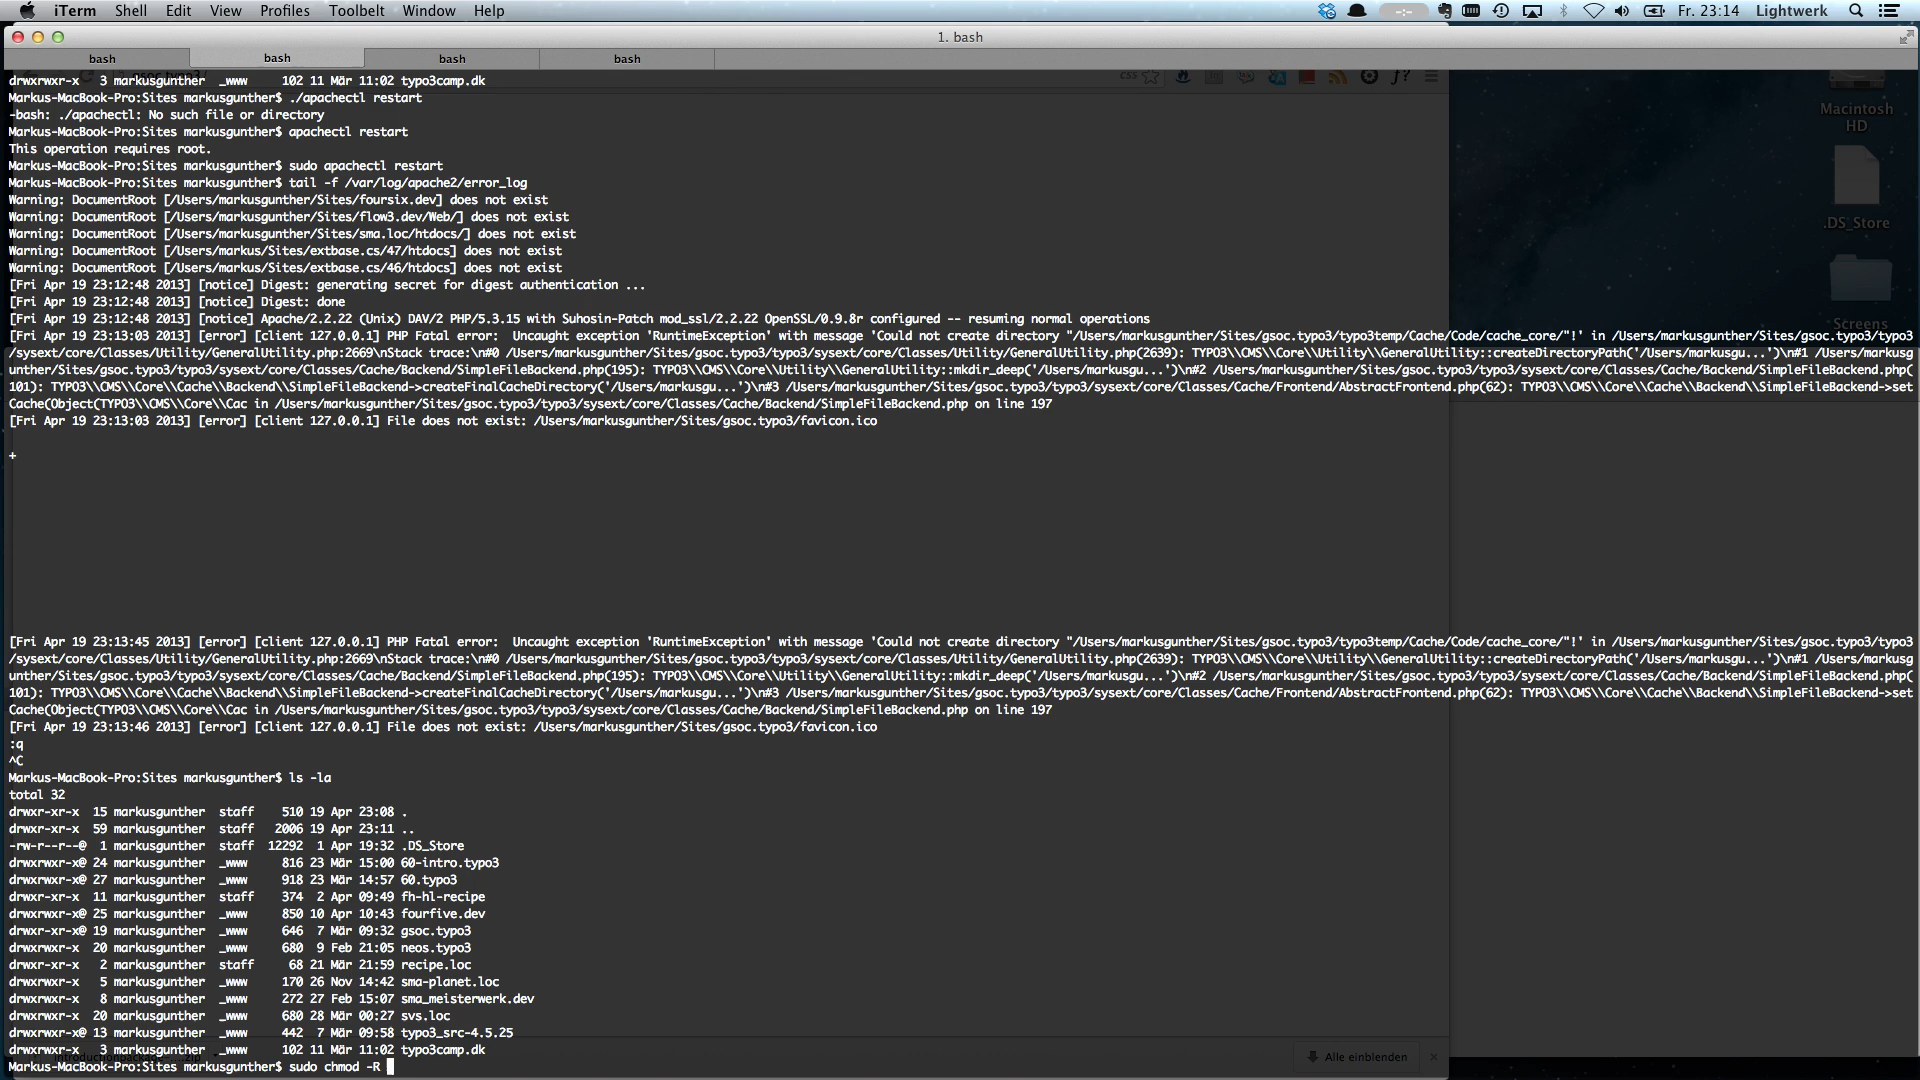 iTerm Shell Edit View Profiles Toolbelt Window Help Fr. 23:14 Lightwerk
1. bash
bash bash bash bash
drwxrwxr-x 3 markusgunther _www 102 11 Mär 11:02 typo3camp.dk
Markus-MacBook-Pro:Sites markusgunther$ ./apachectl restart
-bash: ./apachectl: No such file or directory
Markus-MacBook-Pro:Sites markusgunther$ apachectl restart
This operation requires root.
Markus-MacBook-Pro:Sites markusgunther$ sudo apachectl restart
Markus-MacBook-Pro:Sites markusgunther$ tail -f /var/log/apache2/error_log
Warning: DocumentRoot [/Users/markusgunther/Sites/foursix.dev] does not exist
Warning: DocumentRoot [/Users/markusgunther/Sites/flow3.dev/Web/] does not exist
Warning: DocumentRoot [/Users/markusgunther/Sites/sma.loc/htdocs/] does not exist
Warning: DocumentRoot [/Users/markus/Sites/extbase.cs/47/htdocs] does not exist
Warning: DocumentRoot [/Users/markus/Sites/extbase.cs/46/htdocs] does not exist
[Fri Apr 19 23:12:48 2013] [notice] Digest: generating secret for digest authentication ...
[Fri Apr 19 23:12:48 2013] [notice] Digest: done
[Fri Apr 19 23:12:48 2013] [notice] Apache/2.2.22 (Unix) DAV/2 PHP/5.3.15 with Suhosin-Patch mod_ssl/2.2.22 OpenSSL/0.9.8r configured -- resuming normal operations
[Fri Apr 19 23:13:03 2013] [error] [client 127.0.0.1] PHP Fatal error:  Uncaught exception 'RuntimeException' with message 'Could not create directory "/Users/markusgunther/Sites/gsoc.typo3/typo3temp/Cache/Code/cache_core/"!' in /Users/markusgunther/Sites/gsoc.typo3/typo3
/sysext/core/Classes/Utility/GeneralUtility.php:2669\nStack trace:\n#0 /Users/markusgunther/Sites/gsoc.typo3/typo3/sysext/core/Classes/Utility/GeneralUtility.php(2639): TYPO3\\CMS\\Core\\Utility\\GeneralUtility::createDirectoryPath('/Users/markusgu...')\n#1 /Users/markusg
unther/Sites/gsoc.typo3/typo3/sysext/core/Classes/Cache/Backend/SimpleFileBackend.php(195): TYPO3\\CMS\\Core\\Utility\\GeneralUtility::mkdir_deep('/Users/markusgu...')\n#2 /Users/markusgunther/Sites/gsoc.typo3/typo3/sysext/core/Classes/Cache/Backend/SimpleFileBackend.php(
101): TYPO3\\CMS\\Core\\Cache\\Backend\\SimpleFileBackend->createFinalCacheDirectory('/Users/markusgu...')\n#3 /Users/markusgunther/Sites/gsoc.typo3/typo3/sysext/core/Classes/Cache/Frontend/AbstractFrontend.php(62): TYPO3\\CMS\\Core\\Cache\\Backend\\SimpleFileBackend->set
Cache(Object(TYPO3\\CMS\\Core\\Cac in /Users/markusgunther/Sites/gsoc.typo3/typo3/sysext/core/Classes/Cache/Backend/SimpleFileBackend.php on line 197
[Fri Apr 19 23:13:03 2013] [error] [client 127.0.0.1] File does not exist: /Users/markusgunther/Sites/gsoc.typo3/favicon.ico
+
[Fri Apr 19 23:13:45 2013] [error] [client 127.0.0.1] PHP Fatal error:  Uncaught exception 'RuntimeException' with message 'Could not create directory "/Users/markusgunther/Sites/gsoc.typo3/typo3temp/Cache/Code/cache_core/"!' in /Users/markusgunther/Sites/gsoc.typo3/typo3
/sysext/core/Classes/Utility/GeneralUtility.php:2669\nStack trace:\n#0 /Users/markusgunther/Sites/gsoc.typo3/typo3/sysext/core/Classes/Utility/GeneralUtility.php(2639): TYPO3\\CMS\\Core\\Utility\\GeneralUtility::createDirectoryPath('/Users/markusgu...')\n#1 /Users/markusg
unther/Sites/gsoc.typo3/typo3/sysext/core/Classes/Cache/Backend/SimpleFileBackend.php(195): TYPO3\\CMS\\Core\\Utility\\GeneralUtility::mkdir_deep('/Users/markusgu...')\n#2 /Users/markusgunther/Sites/gsoc.typo3/typo3/sysext/core/Classes/Cache/Backend/SimpleFileBackend.php(
101): TYPO3\\CMS\\Core\\Cache\\Backend\\SimpleFileBackend->createFinalCacheDirectory('/Users/markusgu...')\n#3 /Users/markusgunther/Sites/gsoc.typo3/typo3/sysext/core/Classes/Cache/Frontend/AbstractFrontend.php(62): TYPO3\\CMS\\Core\\Cache\\Backend\\SimpleFileBackend->set
Cache(Object(TYPO3\\CMS\\Core\\Cac in /Users/markusgunther/Sites/gsoc.typo3/typo3/sysext/core/Classes/Cache/Backend/SimpleFileBackend.php on line 197
[Fri Apr 19 23:13:46 2013] [error] [client 127.0.0.1] File does not exist: /Users/markusgunther/Sites/gsoc.typo3/favicon.ico
:q
^C
Markus-MacBook-Pro:Sites markusgunther$ ls -la
total 32
drwxr-xr-x 15 markusgunther staff 510 19 Apr 23:08 .
drwxr-xr-x 59 markusgunther staff 2006 19 Apr 23:11 ..
-rw-r--r--@ 1 markusgunther staff 12292 1 Apr 19:32 .DS_Store
drwxrwxr-x@ 24 markusgunther _www 816 23 Mär 15:00 60-intro.typo3
drwxrwxr-x@ 27 markusgunther _www 918 23 Mär 14:57 60.typo3
drwxr-xr-x 11 markusgunther staff 374 2 Apr 09:49 fh-hl-recipe
drwxrwxr-x@ 25 markusgunther _www 850 10 Apr 10:43 fourfive.dev
drwxrwxr-x@ 19 markusgunther _www 646 7 Mär 09:32 gsoc.typo3
drwxrwxr-x 20 markusgunther _www 680 9 Feb 21:05 neos.typo3
drwxr-xr-x 2 markusgunther staff 68 21 Mär 21:59 recipe.loc
drwxrwxr-x 5 markusgunther _www 170 26 Nov 14:42 sma-planet.loc
drwxrwxr-x 8 markusgunther _www 272 27 Feb 15:07 sma_meisterwerk.dev
drwxrwxr-x 20 markusgunther _www 680 28 Mär 00:27 svs.loc
drwxrwxr-x@ 13 markusgunther _www 442 7 Mär 09:58 typo3_src-4.5.25
drwxrwxr-x 3 markusgunther _www 102 11 Mär 11:02 typo3camp.dk
Markus-MacBook-Pro:Sites markusgunther$ sudo chmod -R
Alle einblenden
Macintosh
HD
.DS_Store
Screens